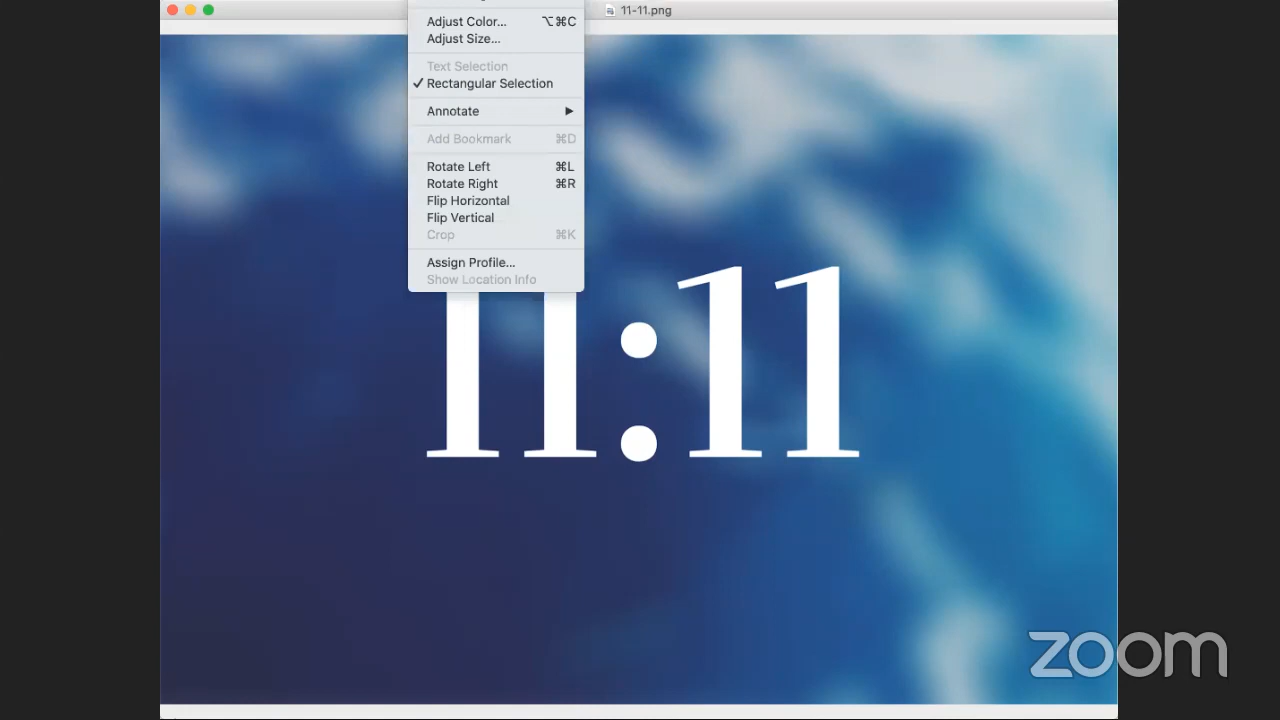 11-11.png
Adjust Color... ⌥⌘C
Adjust Size...
Text Selection
✓ Rectangular Selection
Annotate ▶
Add Bookmark ⌘D
Rotate Left ⌘L
Rotate Right ⌘R
Flip Horizontal
Flip Vertical
Crop ⌘K
Assign Profile...
Show Location Info
11:11
zoom